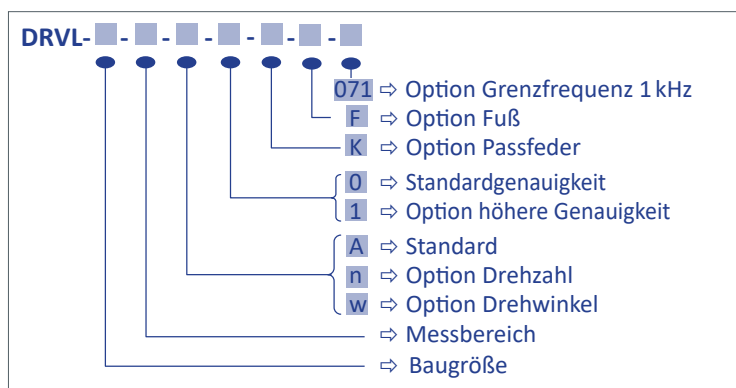 DRVL- - - - - - -
071 ⇨ Option Grenzfrequenz 1 kHz
F ⇨ Option Fuß
K ⇨ Option Passfeder
0 ⇨ Standardgenauigkeit
1 ⇨ Option höhere Genauigkeit
A ⇨ Standard
n ⇨ Option Drehzahl
w ⇨ Option Drehwinkel
⇨ Messbereich
⇨ Baugröße